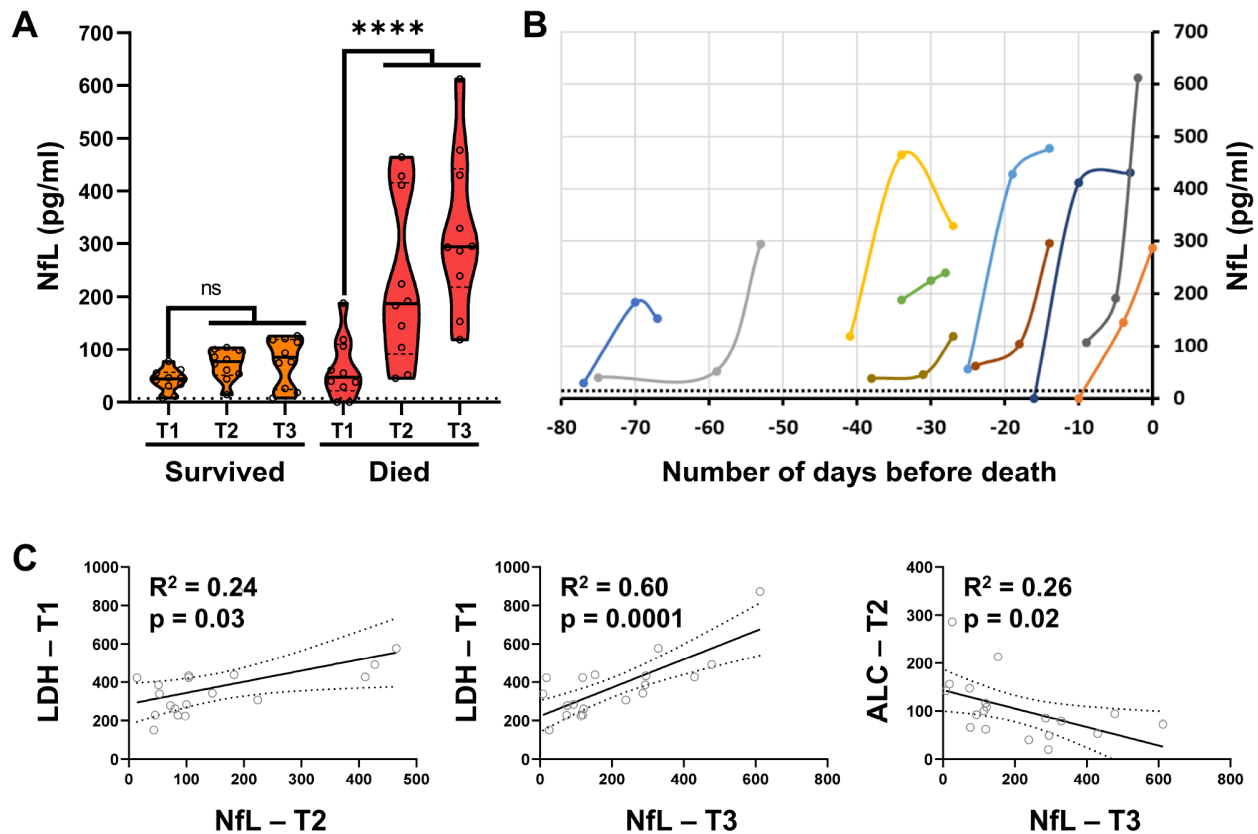 A
B
700
600
500
400
300
200
100
0
NfL (pg/ml)
ns
****
T1
T2
T3
T1
T2
T3
Survived
Died
700
600
500
400
300
200
100
0
NfL (pg/ml)
-80
-70
-60
-50
-40
-30
-20
-10
0
Number of days before death
C
1000
800
600
400
200
0
LDH – T1
R² = 0.24
p = 0.03
0
100
200
300
400
500
NfL – T2
1000
800
600
400
200
0
LDH – T1
R² = 0.60
p = 0.0001
0
200
400
600
800
NfL – T3
400
300
200
100
0
ALC – T2
R² = 0.26
p = 0.02
0
200
400
600
800
NfL – T3